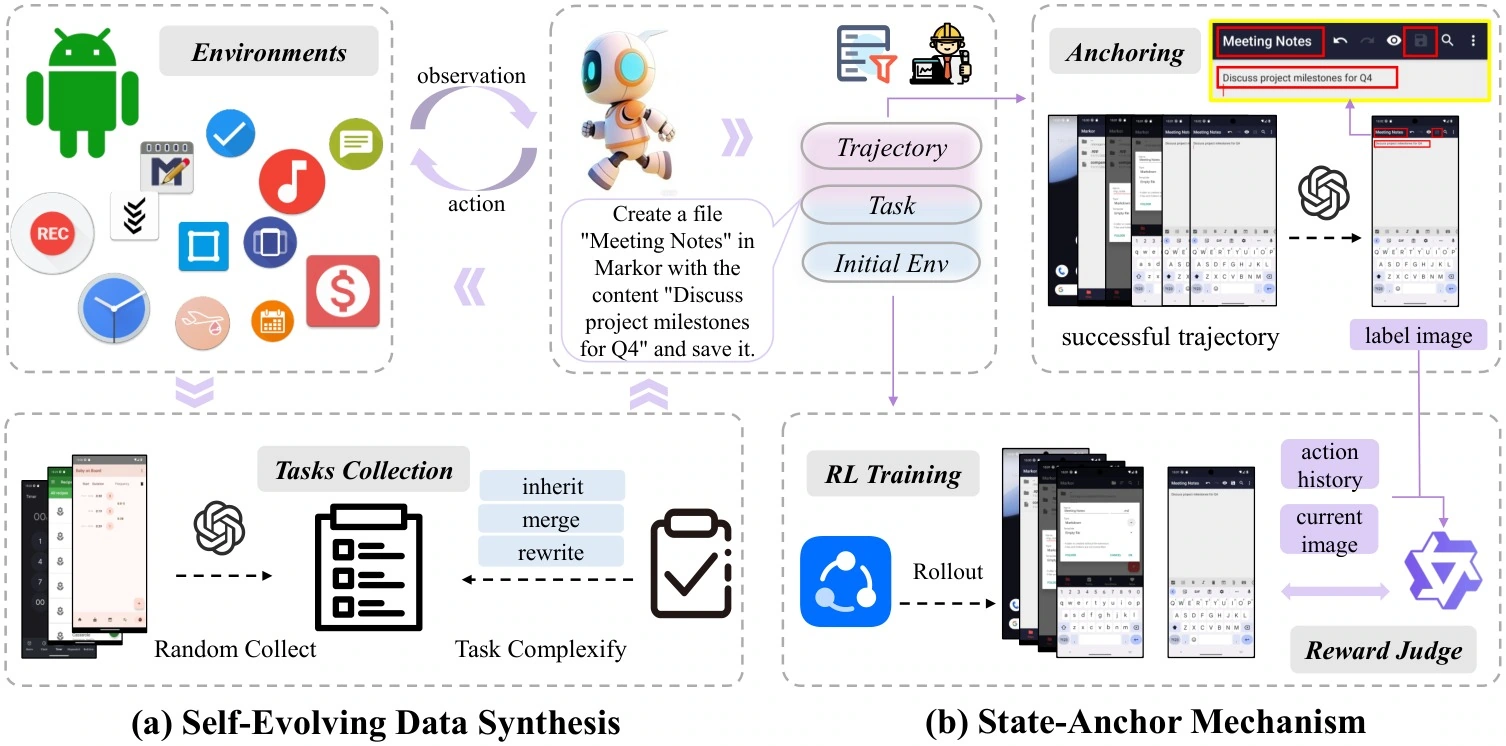 Environments
REC
observation
action
Create a file
"Meeting Notes" in
Markor with the
content "Discuss
project milestones
for Q4" and save it.
Trajectory
Task
Initial Env
Anchoring
Meeting Notes
Discuss project milestones for Q4
successful trajectory
label image
Tasks Collection
Random Collect
inherit
merge
rewrite
Task Complexify
RL Training
Rollout
action
history
current
image
Reward Judge
(a) Self-Evolving Data Synthesis
(b) State-Anchor Mechanism